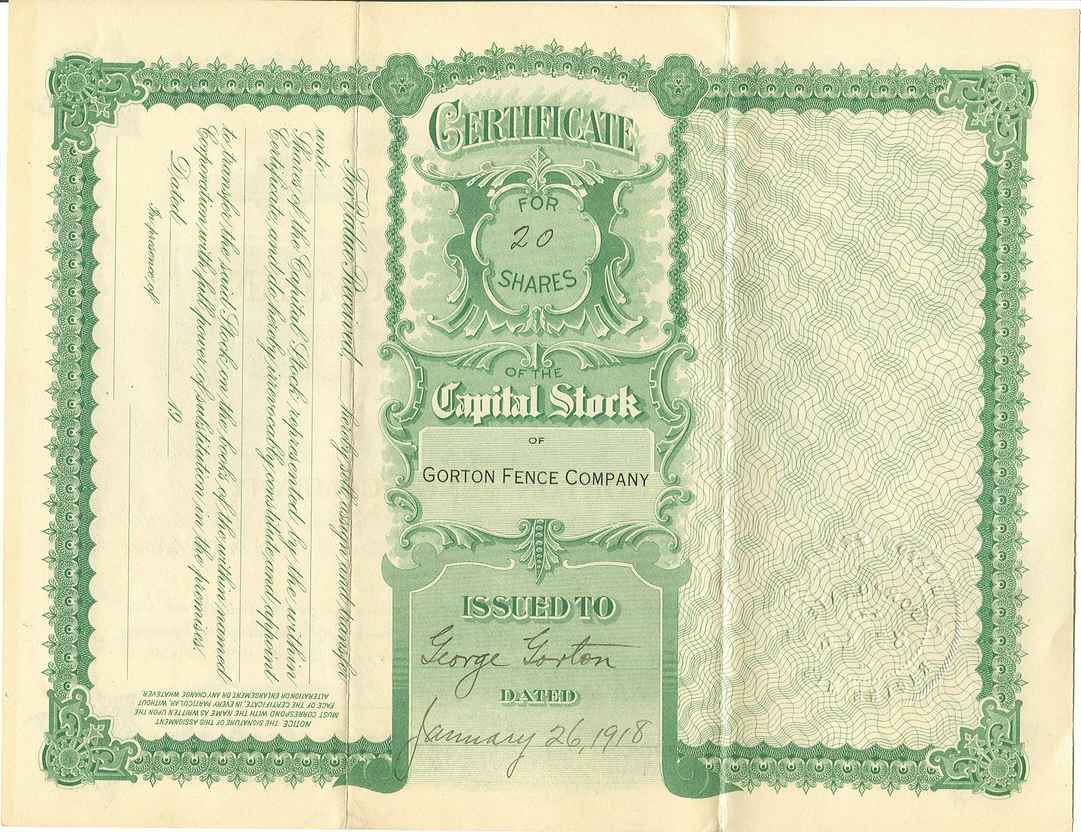 CERTIFICATE
FOR
20
SHARES
OF THE
Capital Stock
OF
GORTON FENCE COMPANY
ISSUED TO
George Gorton
DATED
January 26, 1918
For Value Received, hereby sell, assign and transfer
unto
Shares of the Capital Stock represented by the within
Certificate, and do hereby irrevocably constitute and appoint
to transfer the said Stock on the books of the within named
Corporation with full power of substitution in the premises.
Dated 19
In presence of
NOTICE. THE SIGNATURE OF THIS ASSIGNMENT
MUST CORRESPOND WITH THE NAME AS WRITTEN UPON THE
FACE OF THE CERTIFICATE, IN EVERY PARTICULAR, WITHOUT
ALTERATION OR ENLARGEMENT, OR ANY CHANGE WHATEVER.